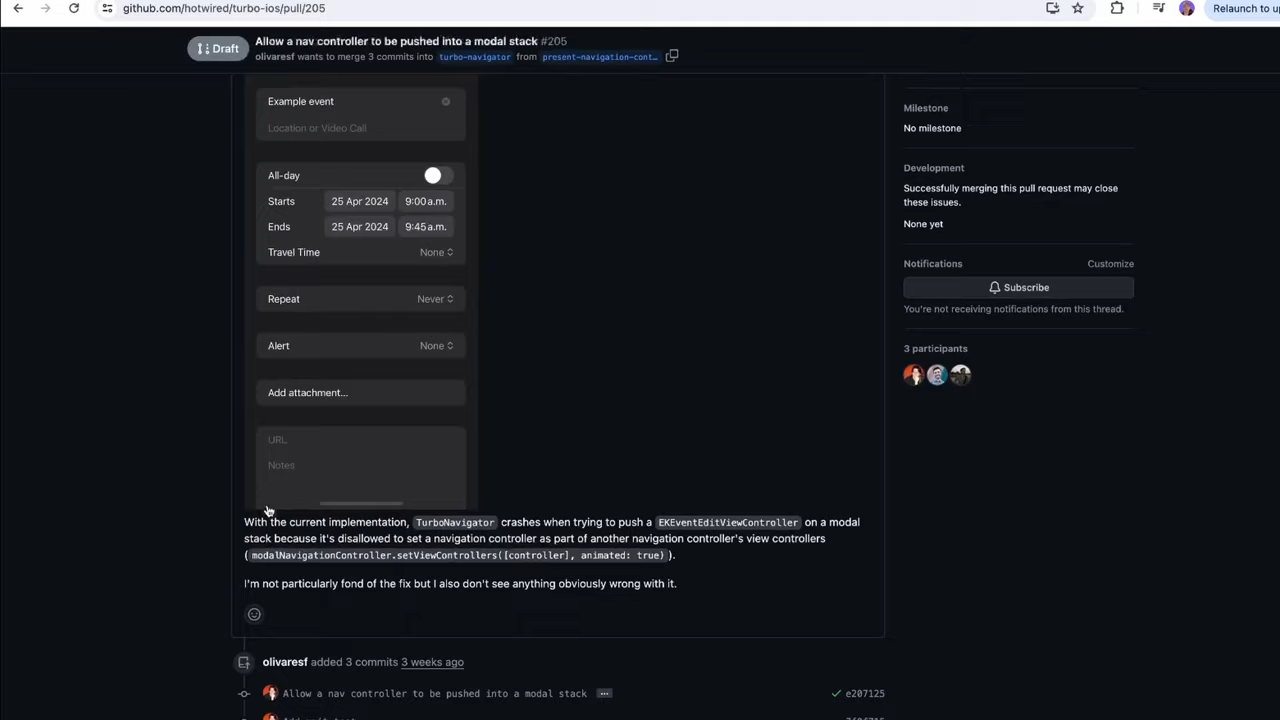 github.com/hotwired/turbo-ios/pull/205
Relaunch to up
Draft
Allow a nav controller to be pushed into a modal stack #205
olivaresf wants to merge 3 commits into turbo-navigator from present-navigation-cont…
Example event
Location or Video Call
All-day
Starts 25 Apr 2024 9:00 a.m.
Ends 25 Apr 2024 9:45 a.m.
Travel Time None
Repeat Never
Alert None
Add attachment...
URL
Notes
With the current implementation, TurboNavigator crashes when trying to push a EKEventEditViewController on a modal
stack because it's disallowed to set a navigation controller as part of another navigation controller's view controllers
(modalNavigationController.setViewControllers([controller], animated: true)).
I'm not particularly fond of the fix but I also don't see anything obviously wrong with it.
olivaresf added 3 commits 3 weeks ago
Allow a nav controller to be pushed into a modal stack ...
e207125
Milestone
No milestone
Development
Successfully merging this pull request may close
these issues.
None yet
Notifications Customize
Subscribe
You're not receiving notifications from this thread.
3 participants